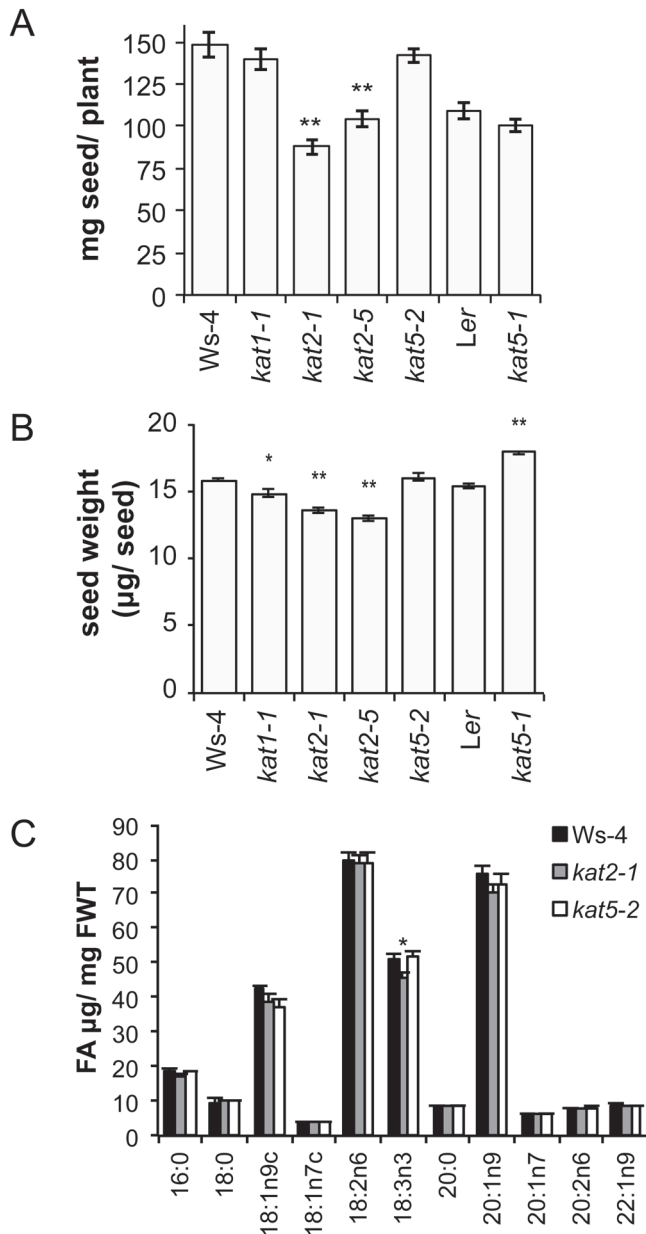 A
mg seed/ plant
150
125
100
75
50
25
0
**
**
Ws-4
kat1-1
kat2-1
kat2-5
kat5-2
Ler
kat5-1
B
seed weight
(µg/ seed)
20
15
10
5
0
*
**
**
**
Ws-4
kat1-1
kat2-1
kat2-5
kat5-2
Ler
kat5-1
C
FA µg/ mg FWT
90
80
70
60
50
40
30
20
10
0
*
Ws-4
kat2-1
kat5-2
16:0
18:0
18:1n9c
18:1n7c
18:2n6
18:3n3
20:0
20:1n9
20:1n7
20:2n6
22:1n9